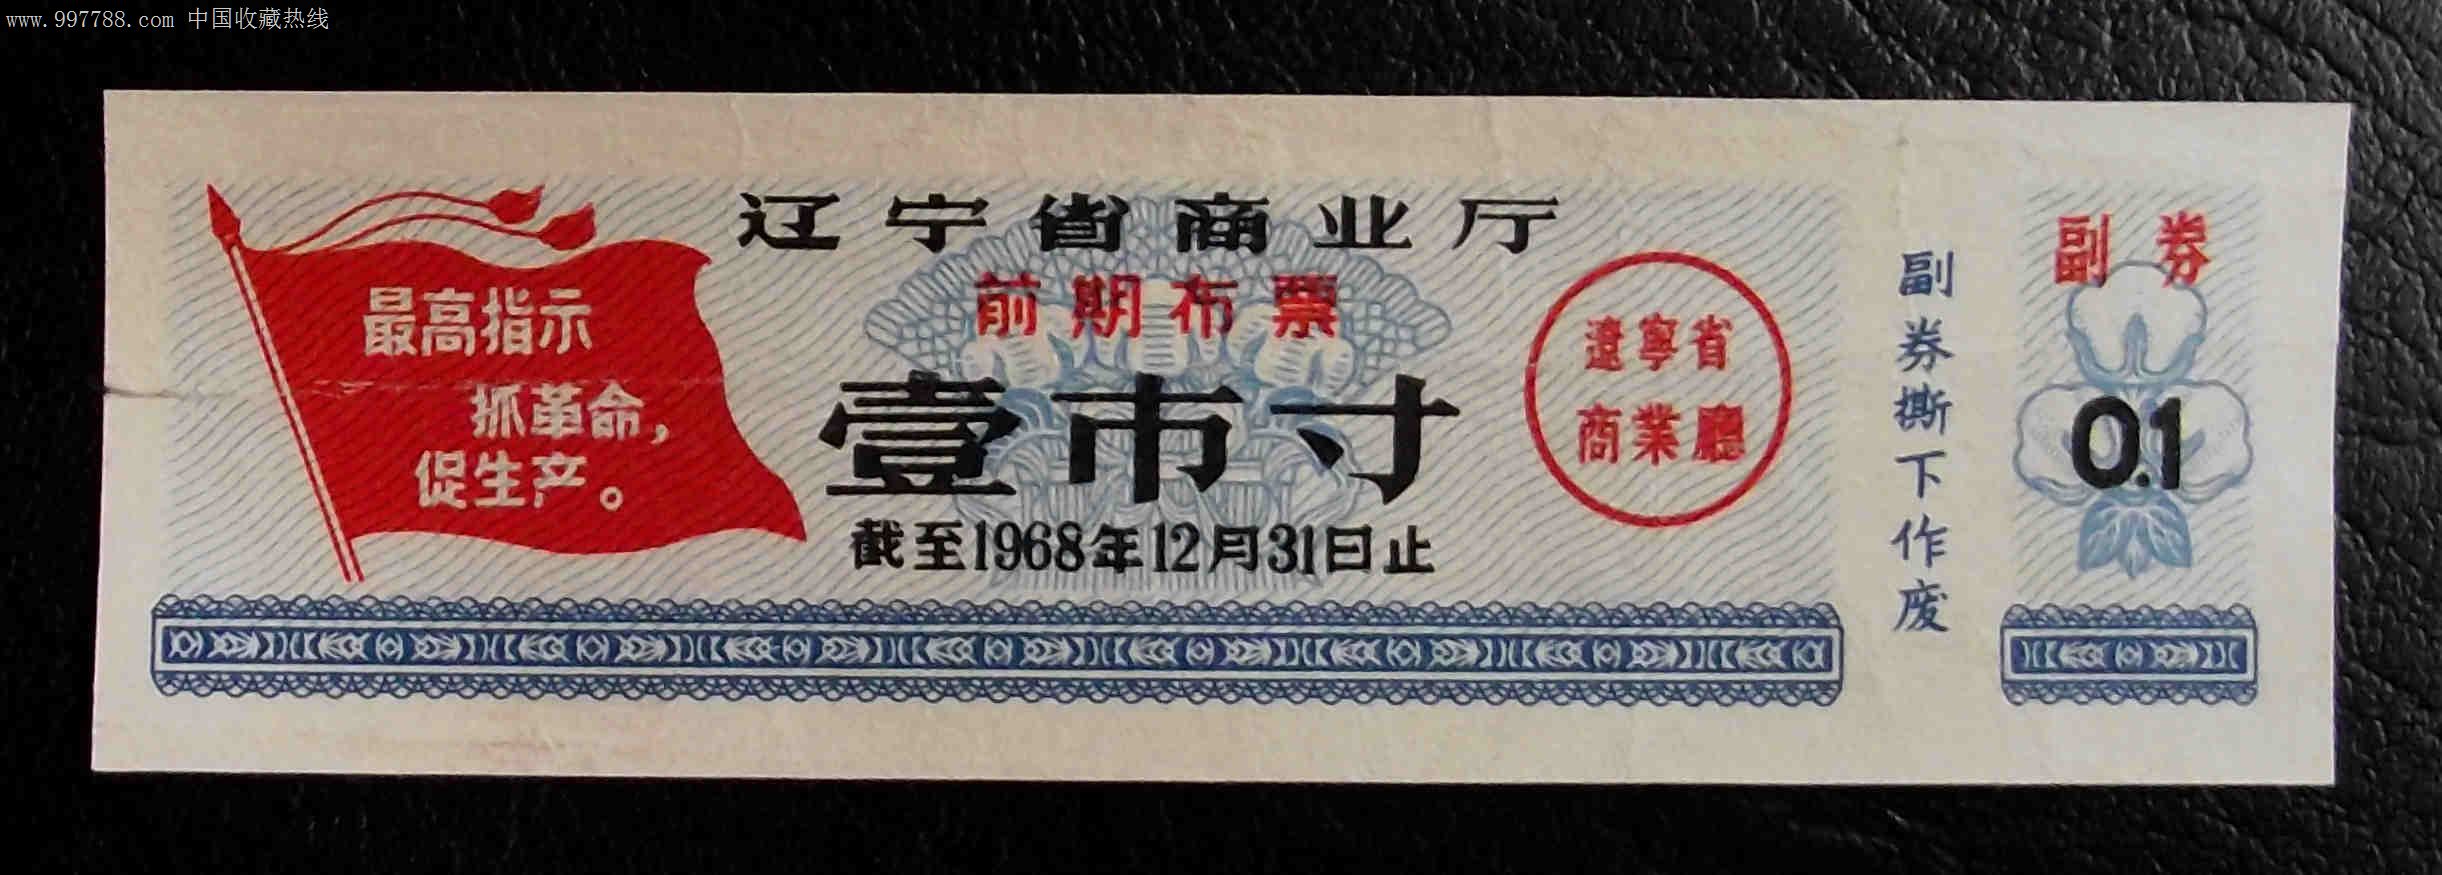 www.997788.com 中国收藏热线
辽宁省商业厅
前期布票
壹市寸
截至1968年12月31日止
最高指示
抓革命，
促生产。
遼寧省
商業廳
副券撕下作废
副券
0.1